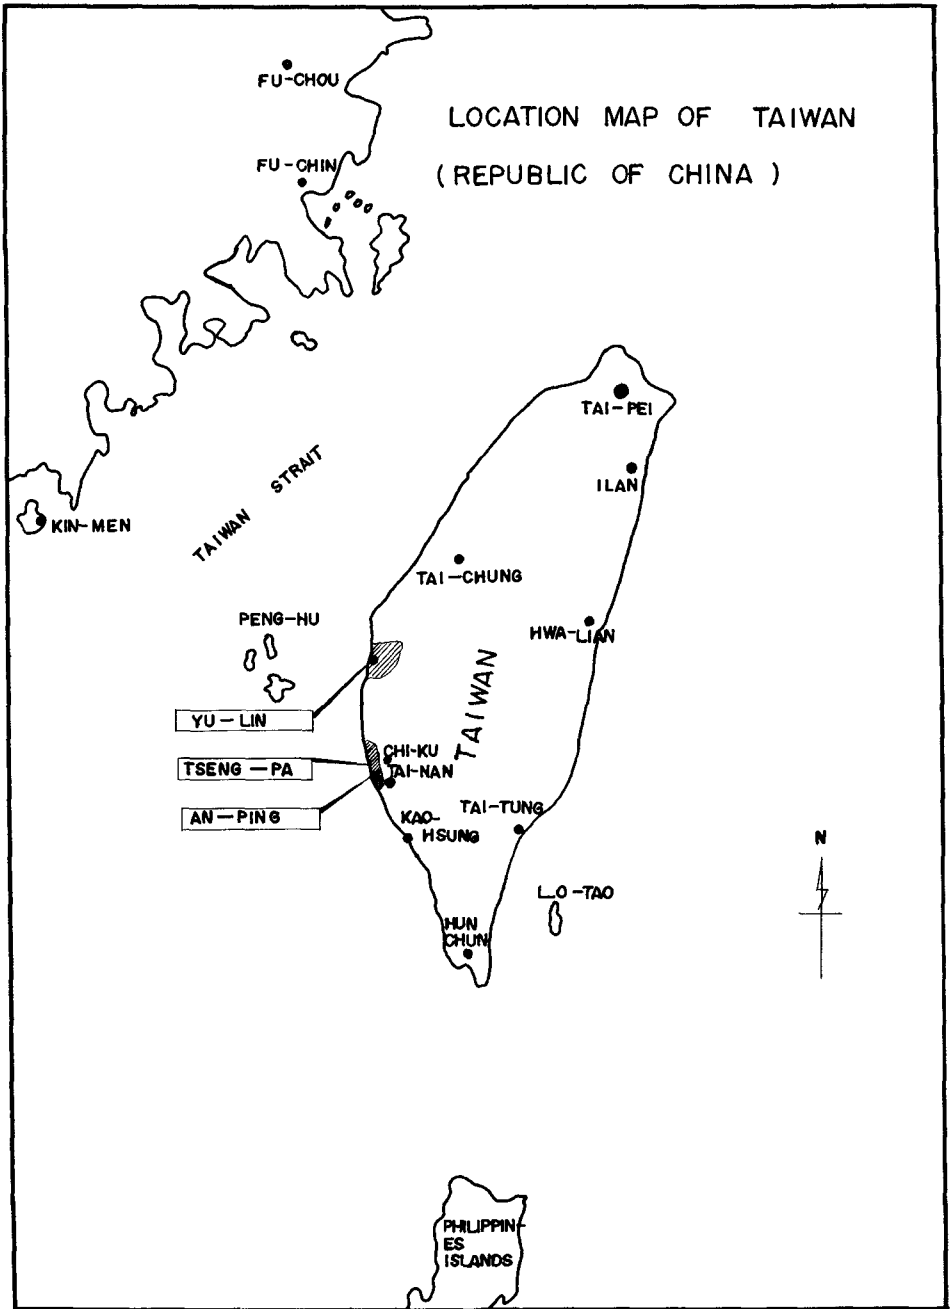 FU-CHOU
LOCATION MAP OF TAIWAN
(REPUBLIC OF CHINA)
FU-CHIN
TAI-PEI
ILAN
TAIWAN STRAIT
KIN-MEN
TAI-CHUNG
PENG-HU
HWA-LIAN
TAIWAN
YU-LIN
CHI-KU
TSENG-PA
TAI-NAN
AN-PING
KAO-
HSUNG
TAI-TUNG
N
LO-TAO
HUN
CHUN
PHILIPPIN-
ES
ISLANDS